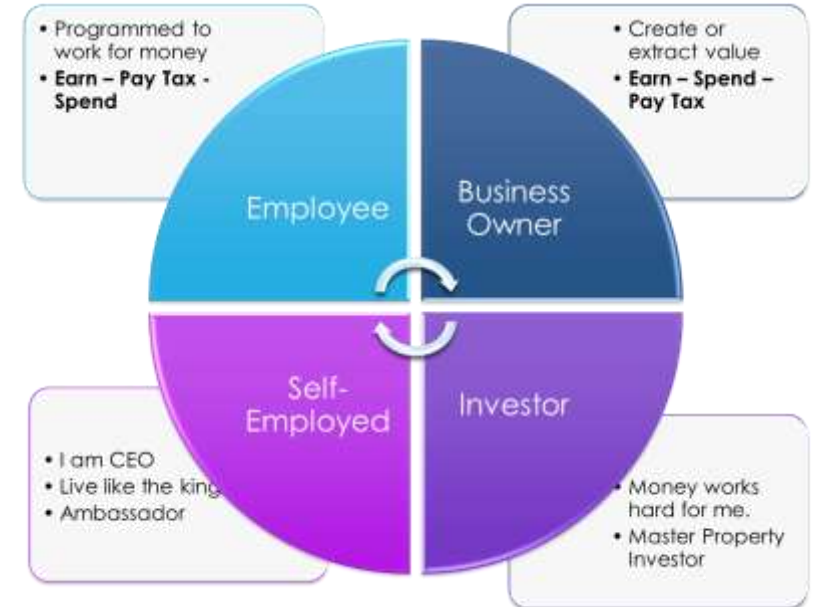 • Programmed to
work for money
• Earn – Pay Tax -
Spend
• Create or
extract value
• Earn – Spend –
Pay Tax
Employee
Business
Owner
Self-
Employed
Investor
• I am CEO
• Live like the king
• Ambassador
• Money works
hard for me.
• Master Property
Investor